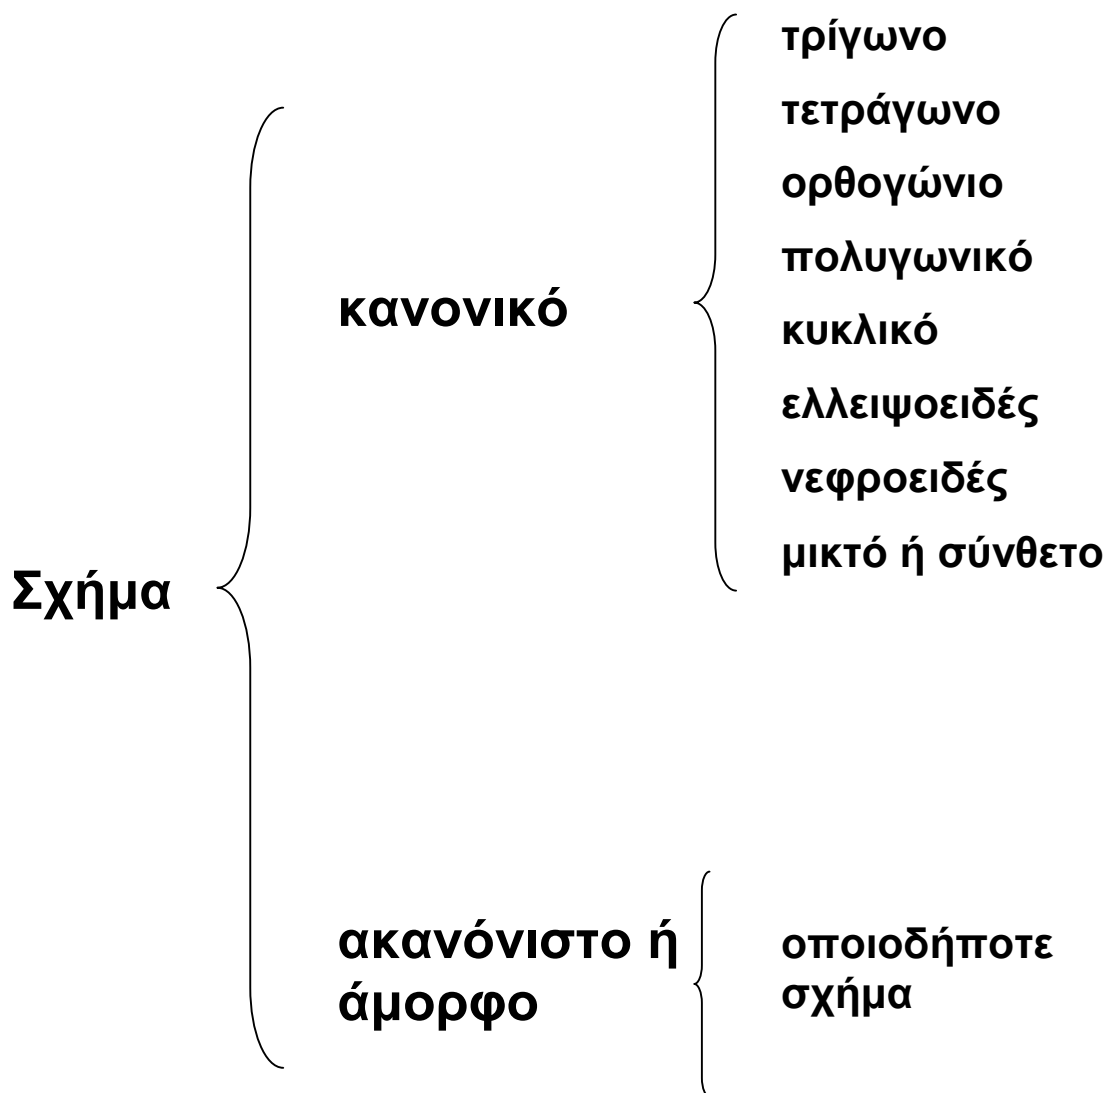 τρίγωνο
τετράγωνο
ορθογώνιο
πολυγωνικό
κανονικό
κυκλικό
ελλειψοειδές
νεφροειδές
μικτό ή σύνθετο
Σχήμα
ακανόνιστο ή
άμορφο
οποιοδήποτε
σχήμα